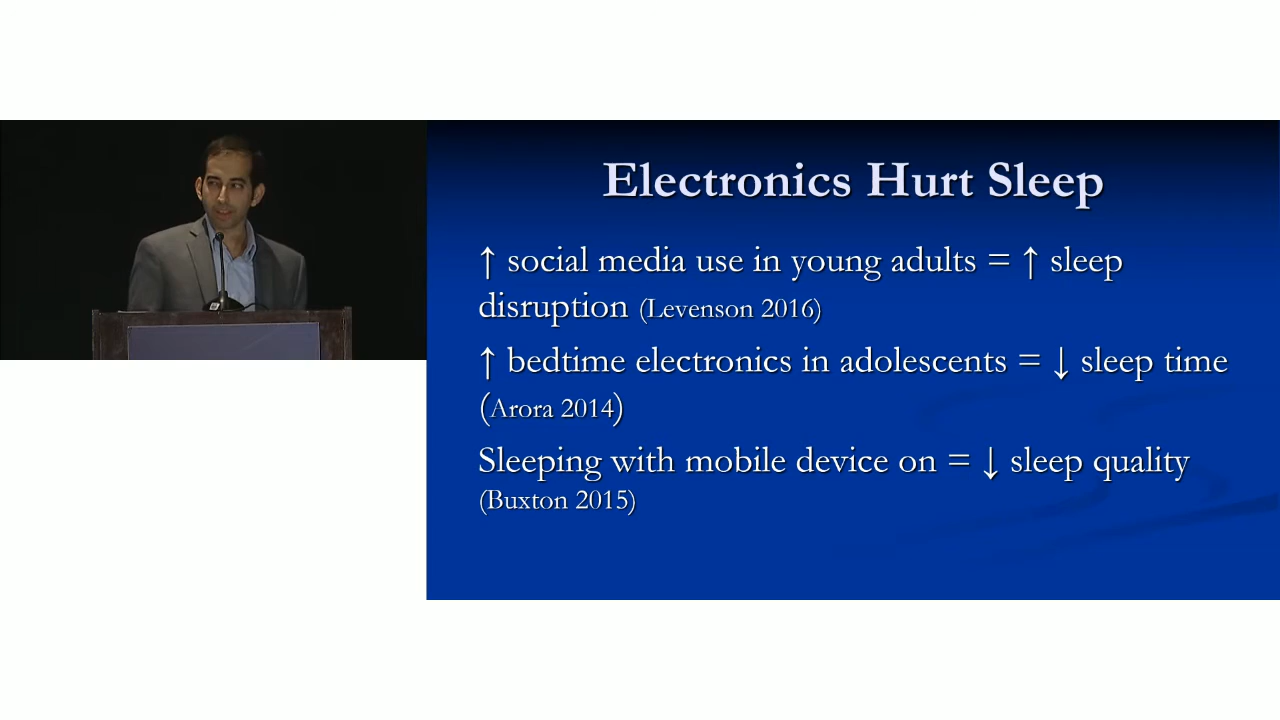 Electronics Hurt Sleep
↑ social media use in young adults = ↑ sleep
disruption (Levenson 2016)
↑ bedtime electronics in adolescents = ↓ sleep time
(Arora 2014)
Sleeping with mobile device on = ↓ sleep quality
(Buxton 2015)